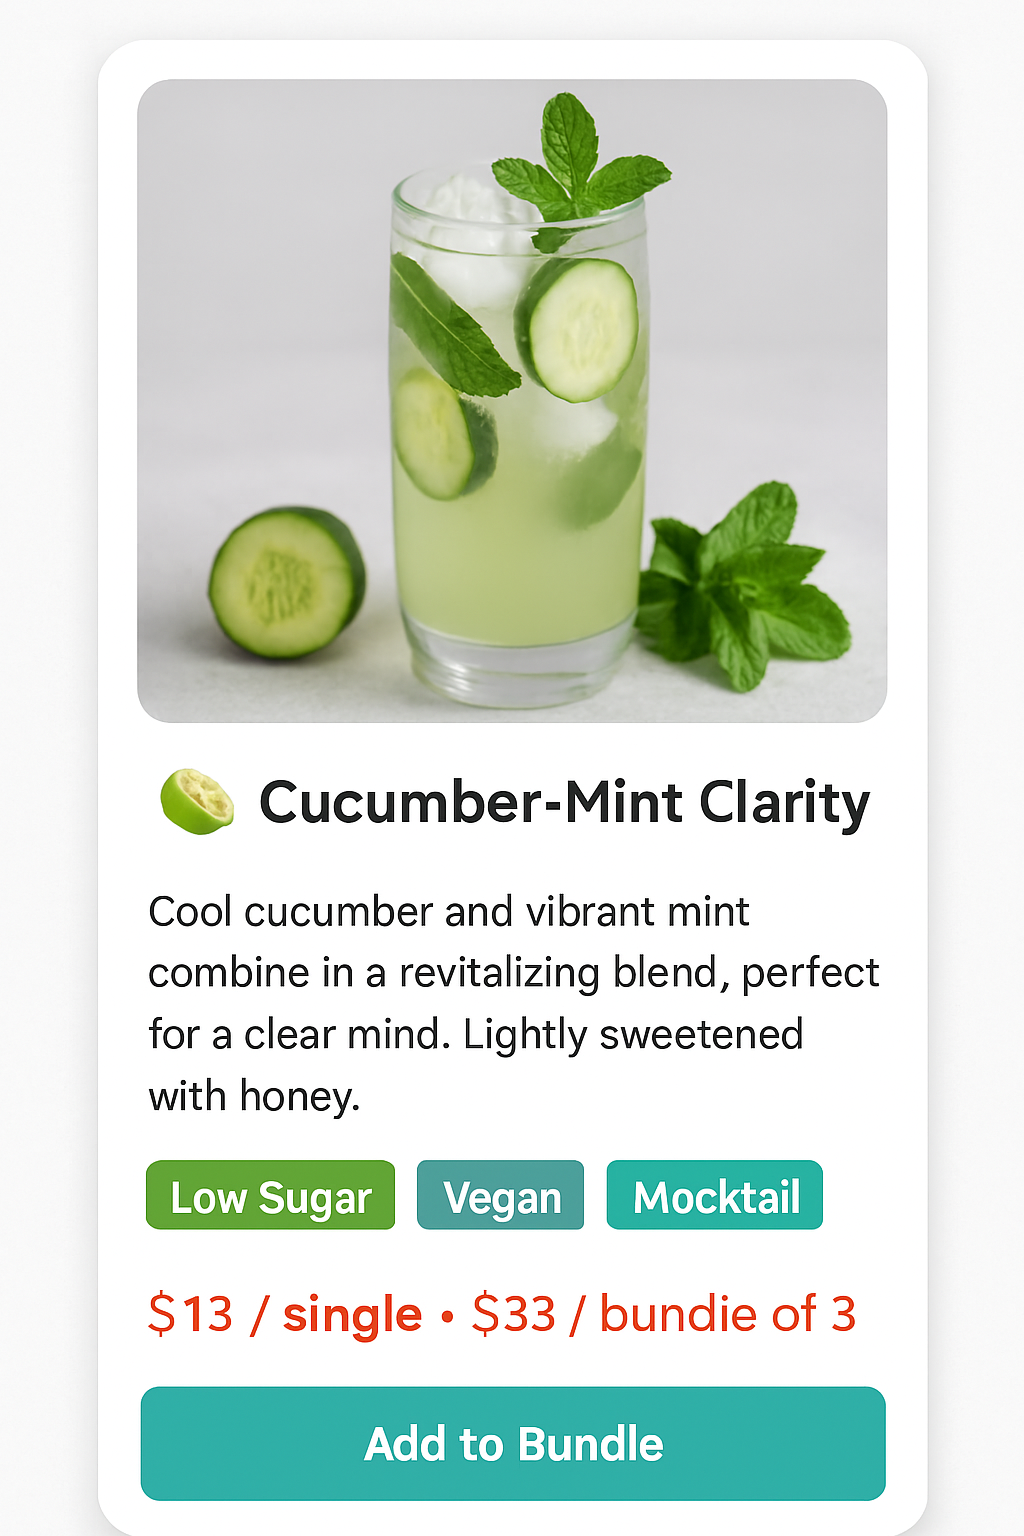 Cucumber-Mint Clarity
Cool cucumber and vibrant mint
combine in a revitalizing blend, perfect
for a clear mind. Lightly sweetened
with honey.
Low Sugar Vegan Mocktail
$13 / single • $33 / bundie of 3
Add to Bundle